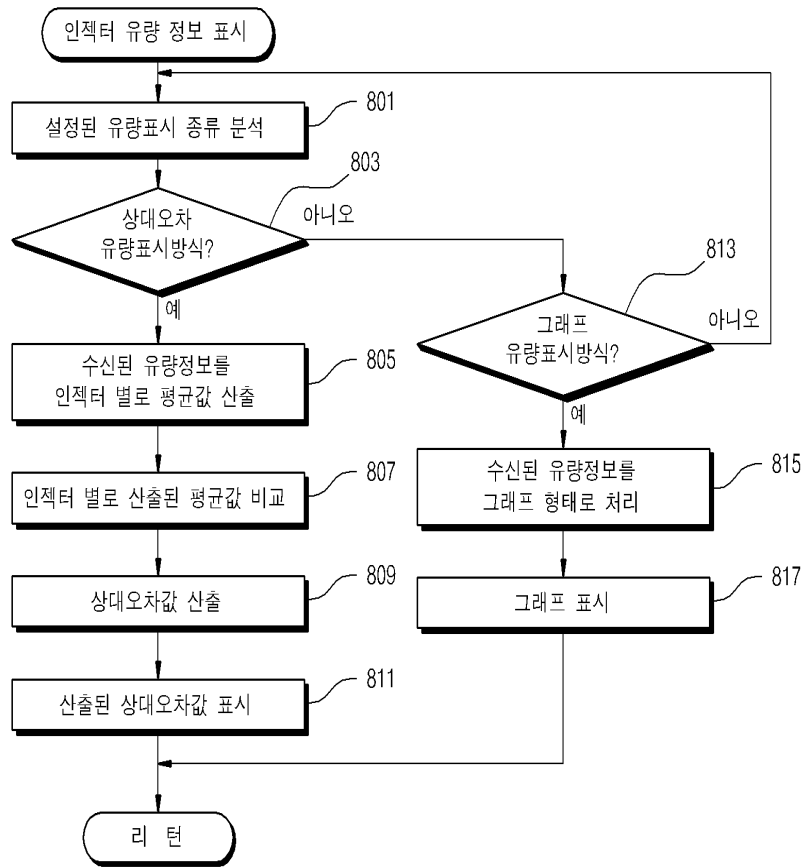 인젝터 유량 정보 표시
801
설정된 유량표시 종류 분석
803
상대오차
유량표시방식?
아니오
예
813
그래프
유량표시방식?
아니오
예
805
수신된 유량정보를
인젝터 별로 평균값 산출
807
인젝터 별로 산출된 평균값 비교
815
수신된 유량정보를
그래프 형태로 처리
809
상대오차값 산출
817
그래프 표시
811
산출된 상대오차값 표시
리 턴